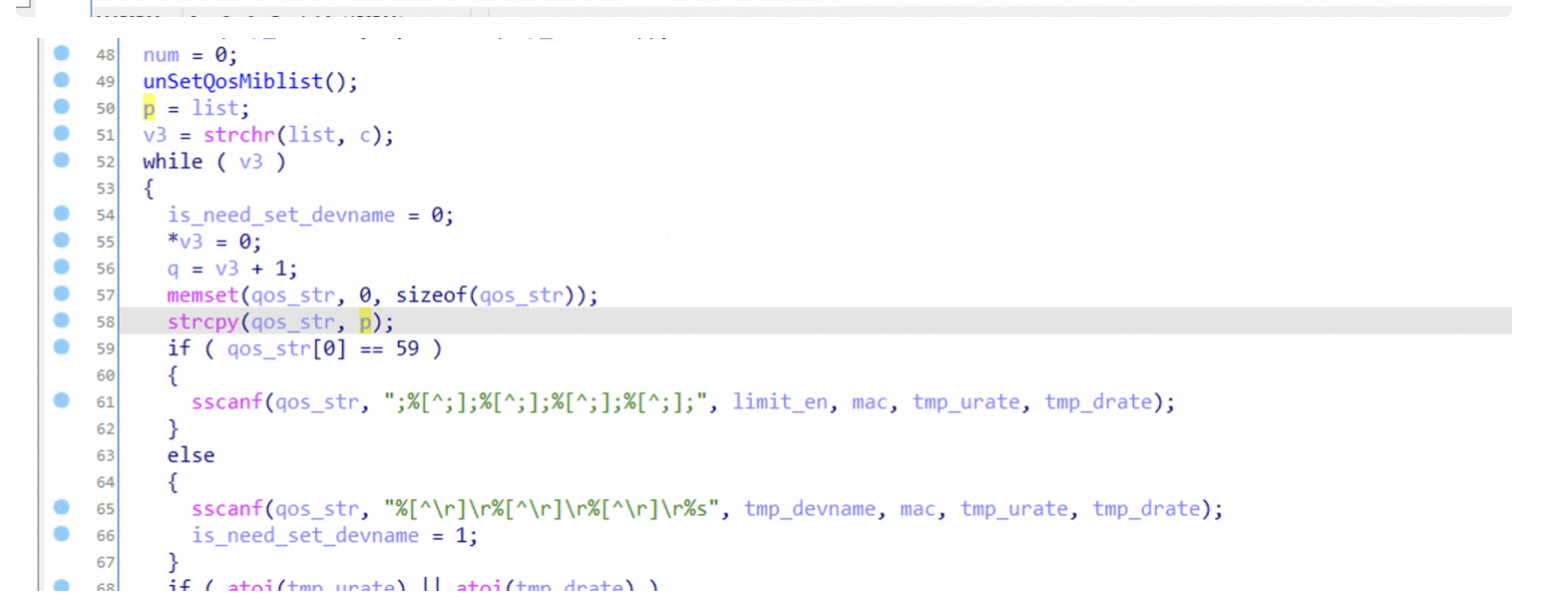 48 num = 0;
49 unSetQosMiblist();
50 p = list;
51 v3 = strchr(list, c);
52 while ( v3 )
53 {
54 is_need_set_devname = 0;
55 *v3 = 0;
56 q = v3 + 1;
57 memset(qos_str, 0, sizeof(qos_str));
58 strcpy(qos_str, p);
59 if ( qos_str[0] == 59 )
60 {
61 sscanf(qos_str, ";%[^;];%[^;];%[^;];%[^;];", limit_en, mac, tmp_urate, tmp_drate);
62 }
63 else
64 {
65 sscanf(qos_str, "%[^\r]\r%[^\r]\r%[^\r]\r%s", tmp_devname, mac, tmp_urate, tmp_drate);
66 is_need_set_devname = 1;
67 }
68 if ( atoi(tmp_urate) || atoi(tmp_drate) )